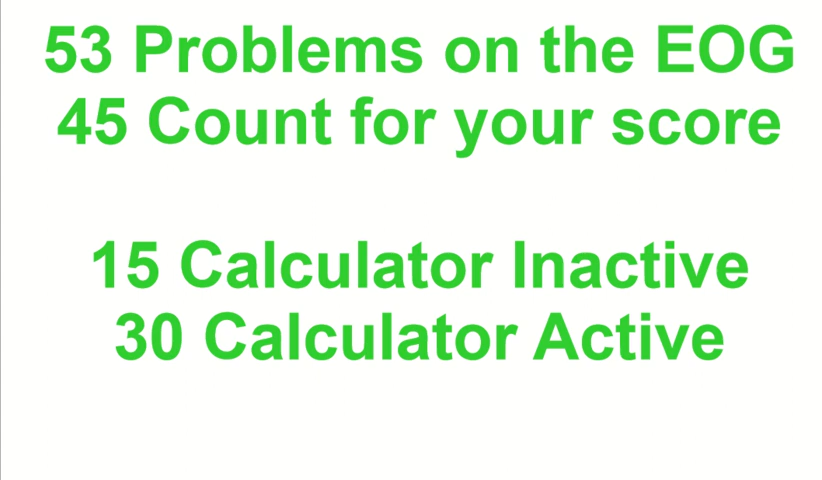 53 Problems on the EOG
45 Count for your score
15 Calculator Inactive
30 Calculator Active